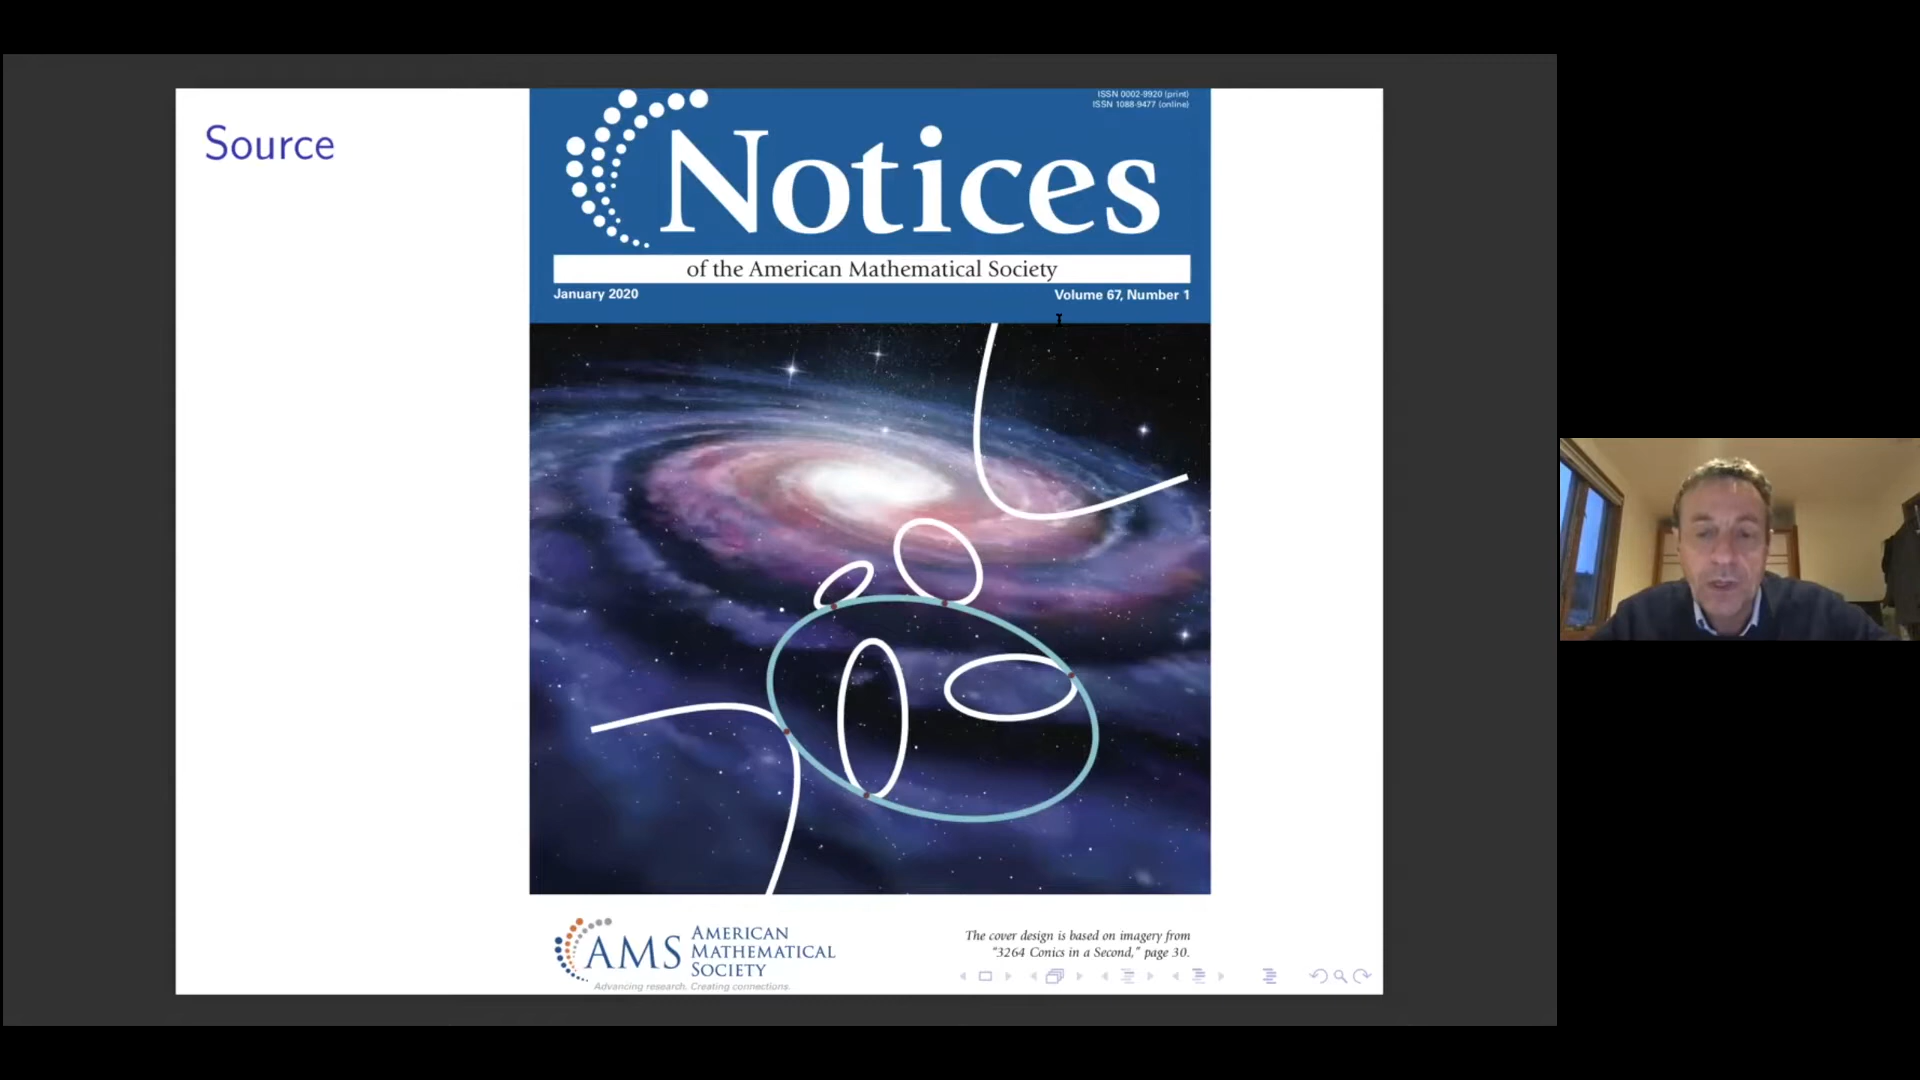 Source
ISSN 0002-9920 (print)
ISSN 1088-9477 (online)
Notices
of the American Mathematical Society
January 2020
Volume 67, Number 1
AMS
AMERICAN
MATHEMATICAL
SOCIETY
Advancing research. Creating connections.
The cover design is based on imagery from
"3264 Conics in a Second," page 30.